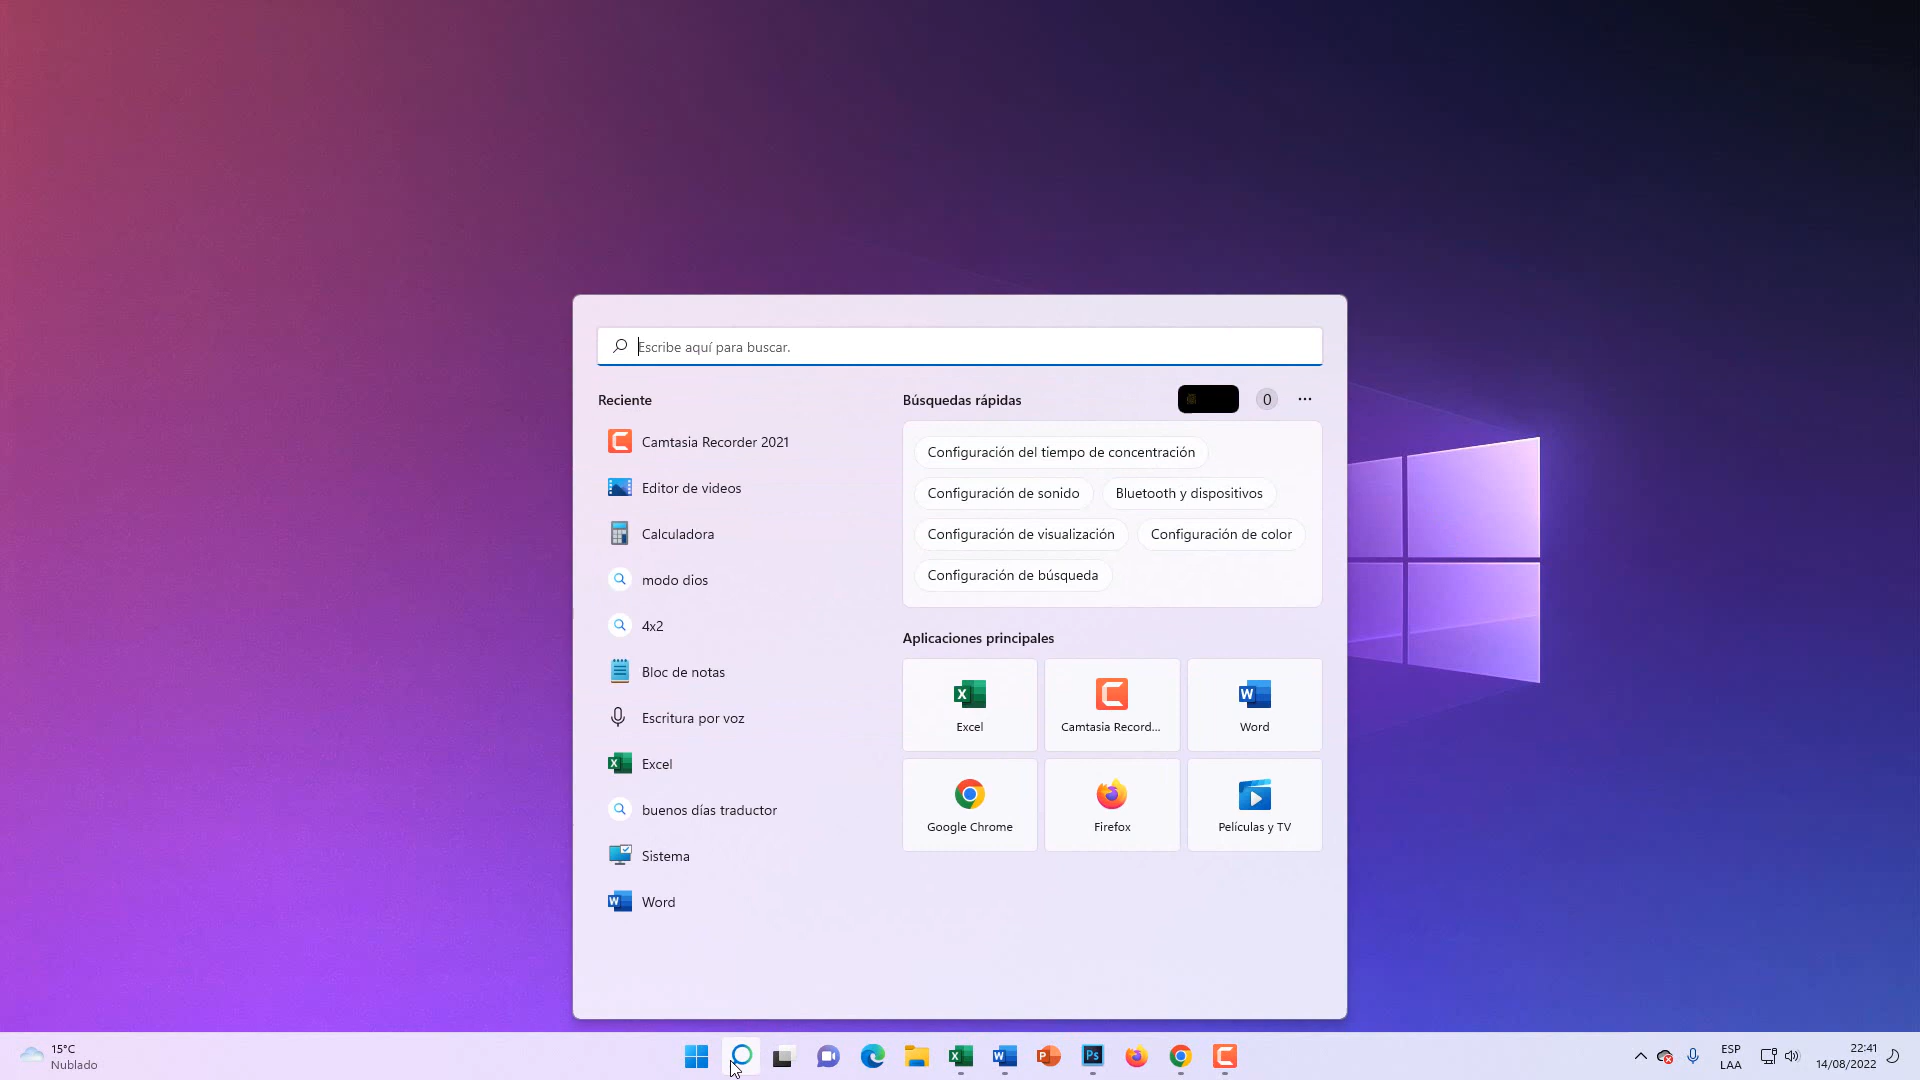 Escribe aquí para buscar.
Reciente
Camtasia Recorder 2021
Editor de videos
Calculadora
modo dios
4x2
Bloc de notas
Escritura por voz
Excel
buenos días traductor
Sistema
Word
Búsquedas rápidas
0
Configuración del tiempo de concentración
Configuración de sonido
Bluetooth y dispositivos
Configuración de visualización
Configuración de color
Configuración de búsqueda
Aplicaciones principales
Excel
Camtasia Record...
Word
Google Chrome
Firefox
Películas y TV
15°C
Nublado
ESP
LAA
22:41
14/08/2022